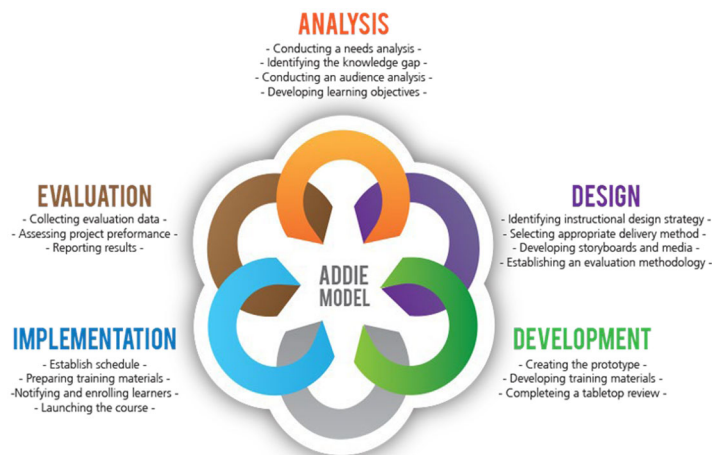 ANALYSIS
- Conducting a needs analysis -
- Identifying the knowledge gap -
- Conducting an audience analysis -
- Developing learning objectives -
EVALUATION
- Collecting evaluation data -
- Assessing project preformance -
- Reporting results -
DESIGN
- Identifying instructional design strategy -
- Selecting appropriate delivery method -
- Developing storyboards and media -
- Establishing an evaluation methodology -
ADDIE
MODEL
IMPLEMENTATION
- Establish schedule -
- Preparing training materials -
-Notifying and enrolling learners -
- Launching the course -
DEVELOPMENT
- Creating the prototype -
- Developing training materials -
- Completeing a tabletop review -